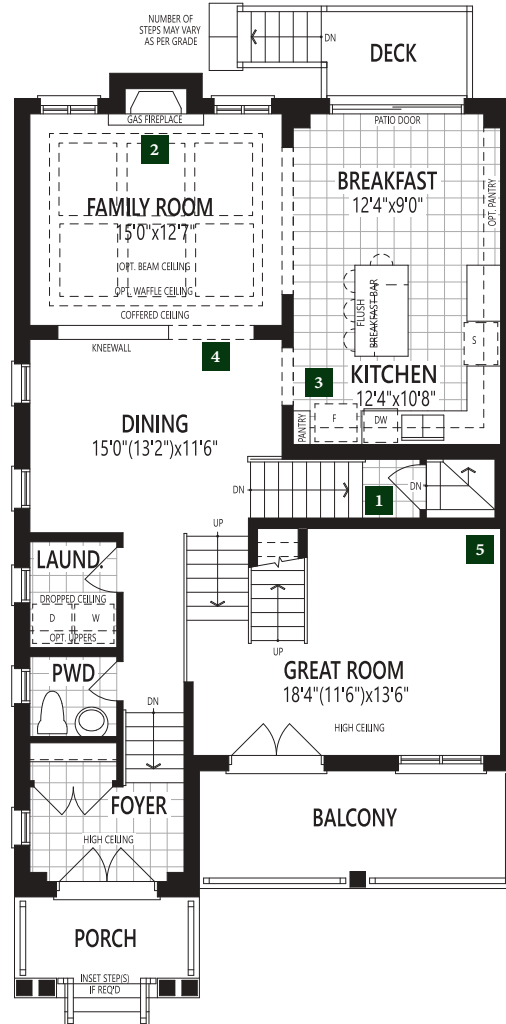 NUMBER OF
STEPS MAY VARY
AS PER GRADE
DN
DECK
GAS FIREPLACE
PATIO DOOR
2
BREAKFAST
12'4"x9'0"
OPT. PANTRY
FAMILY ROOM
15'0"x12'7"
OPT. BEAM CEILING
OPT. WAFFLE CEILING
COFFERED CEILING
FLUSH
BREAKFAST BAR
S
KNEEWALL
4
3
KITCHEN
12'4"x10'8"
PANTRY
F
DW
DINING
15'0"(13'2")x11'6"
DN
1
DN
UP
5
LAUND.
DROPPED CEILING
D
W
OPT. UPPERS
UP
PWD
GREAT ROOM
18'4"(11'6")x13'6"
HIGH CEILING
DN
FOYER
HIGH CEILING
BALCONY
PORCH
INSET STEP(S)
IF REQ'D